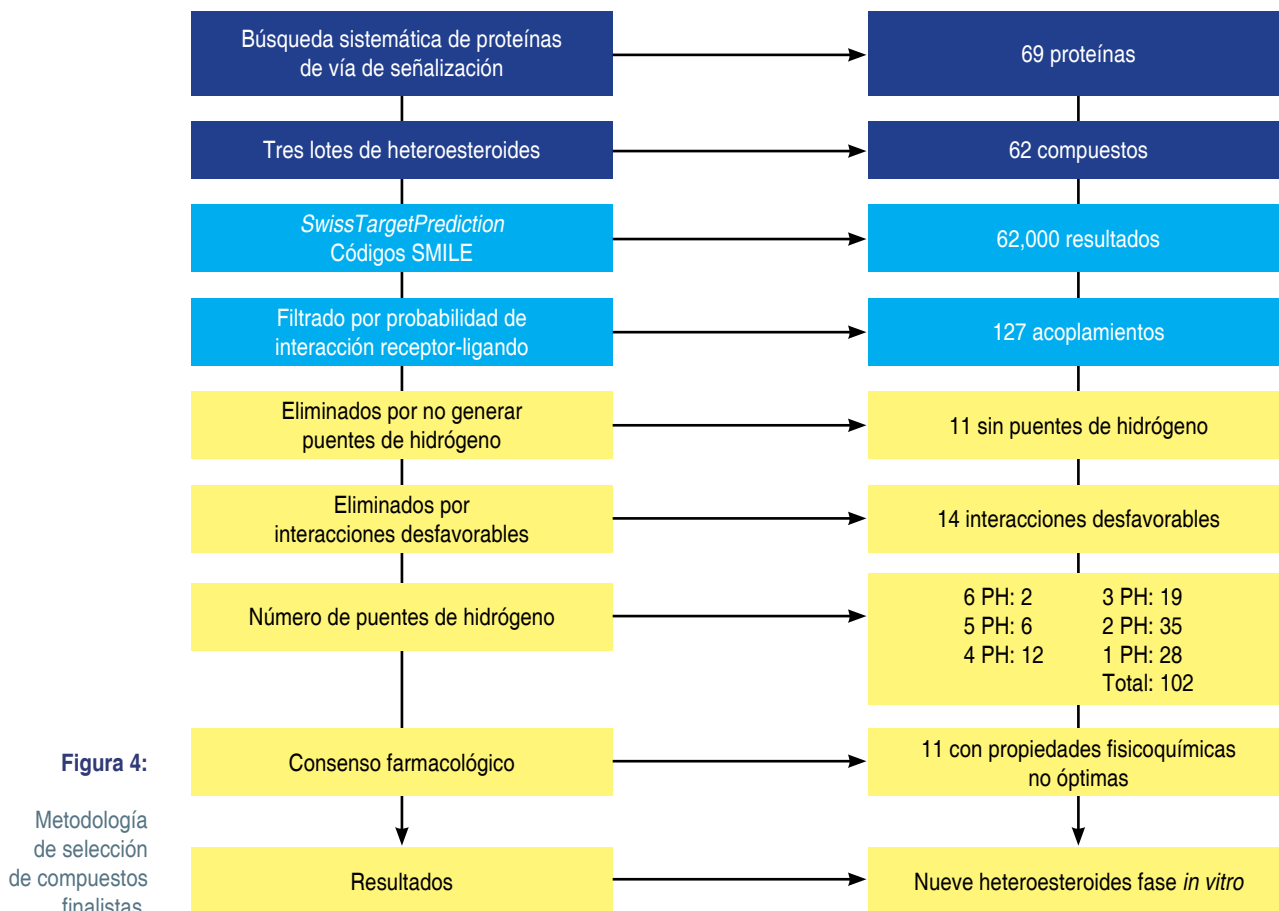 Búsqueda sistemática de proteínas
de vía de señalización
69 proteínas
Tres lotes de heteroesteroides
62 compuestos
SwissTargetPrediction
Códigos SMILE
62,000 resultados
Filtrado por probabilidad de
interacción receptor-ligando
127 acoplamientos
Eliminados por no generar
puentes de hidrógeno
11 sin puentes de hidrógeno
Eliminados por
interacciones desfavorables
14 interacciones desfavorables
Número de puentes de hidrógeno
6 PH: 2 3 PH: 19
5 PH: 6 2 PH: 35
4 PH: 12 1 PH: 28
Total: 102
Consenso farmacológico
11 con propiedades fisicoquímicas
no óptimas
Resultados
Nueve heteroesteroides fase in vitro
Figura 4:
Metodología
de selección
de compuestos
finalistas.